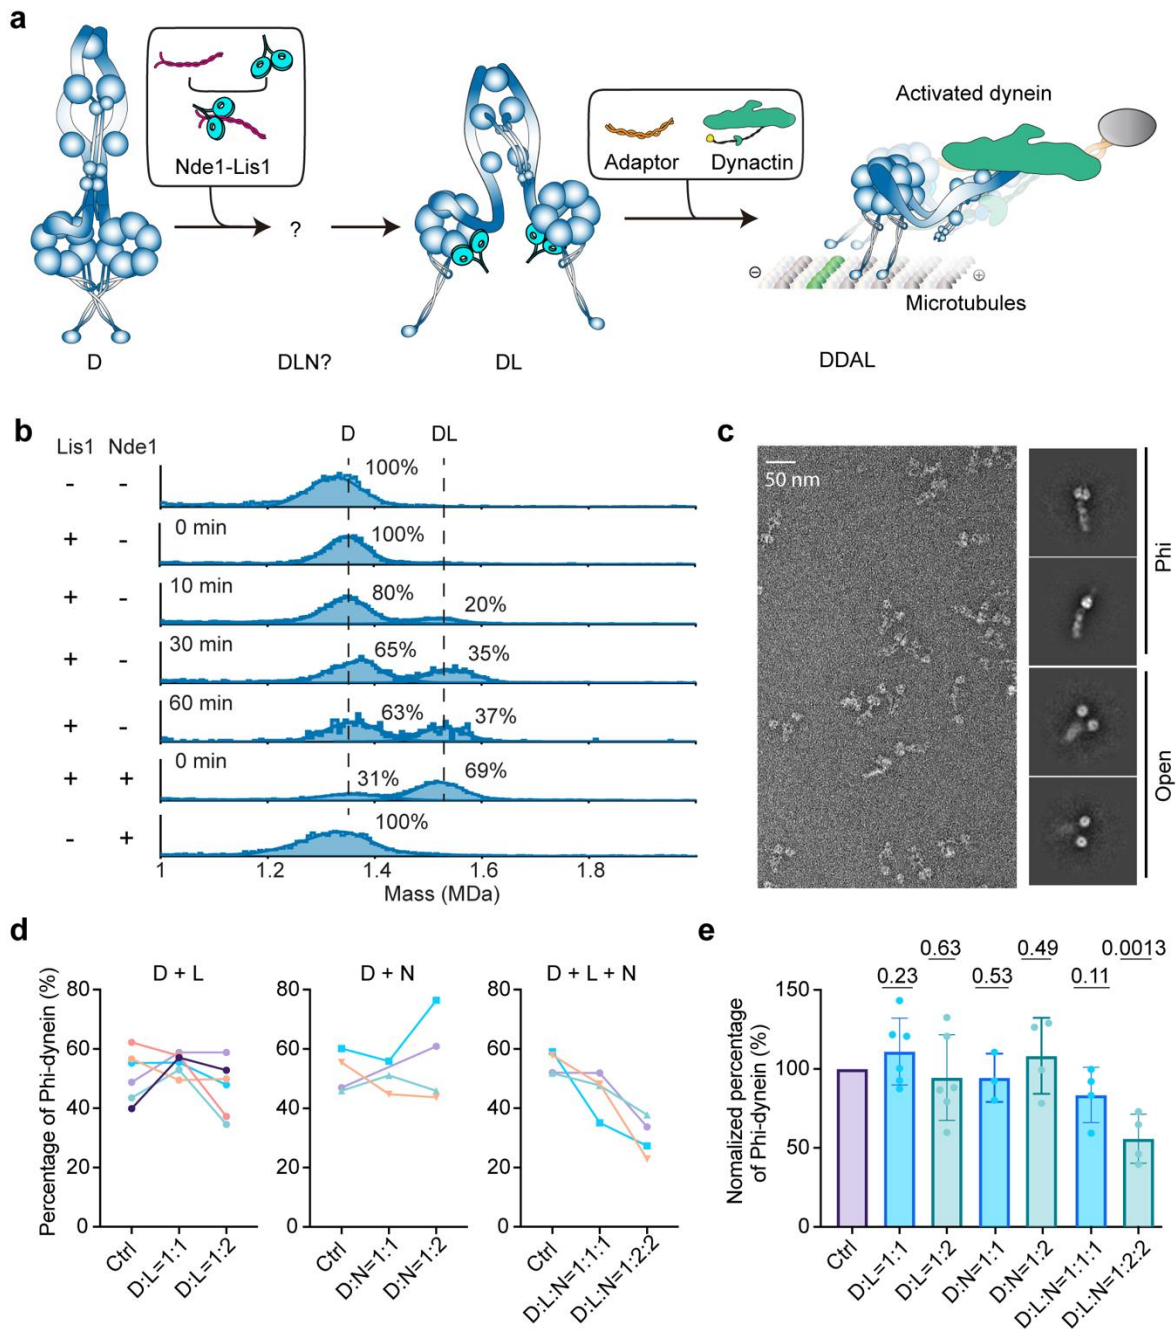 a
Nde1-Lis1
?
Adaptor Dynactin
Activated dynein
⊖
⊕
Microtubules
D
DLN?
DL
DDAL
b
Lis1 Nde1
D DL
- -
100%
0 min
+ -
100%
10 min
+ -
80%
20%
30 min
+ -
65%
35%
60 min
+ -
63%
37%
0 min
+ +
31%
69%
- +
100%
1 1.2 1.4 1.6 1.8
Mass (MDa)
c
50 nm
Phi
Open
d
Percentage of Phi-dynein (%)
D + L
80
60
40
20
0
Ctrl
D:L=1:1
D:L=1:2
D + N
80
60
40
20
0
Ctrl
D:N=1:1
D:N=1:2
D + L + N
80
60
40
20
0
Ctrl
D:L:N=1:1:1
D:L:N=1:2:2
e
Nomalized percentage
of Phi-dynein (%)
0.63 0.49 0.0013
0.23 0.53 0.11
150
100
50
0
Ctrl
D:L=1:1
D:L=1:2
D:N=1:1
D:N=1:2
D:L:N=1:1:1
D:L:N=1:2:2